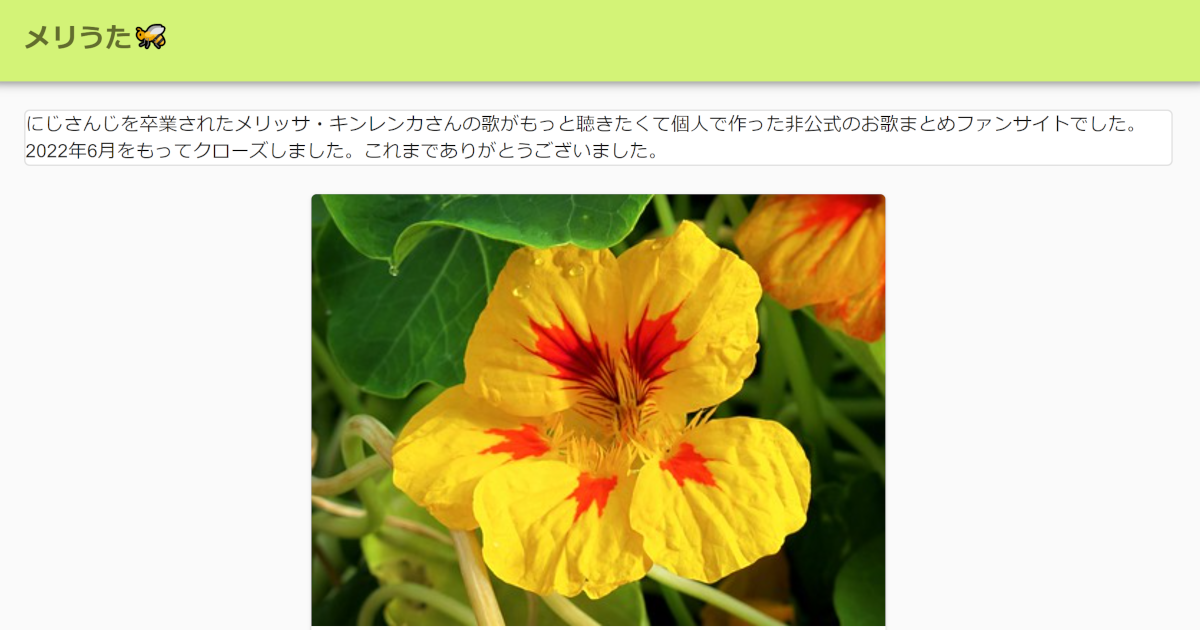 メリうた🐝
にじさんじを卒業されたメリッサ・キンレンカさんの歌がもっと聴きたくて個人で作った非公式のお歌まとめファンサイトでした。
2022年6月をもってクローズしました。これまでありがとうございました。